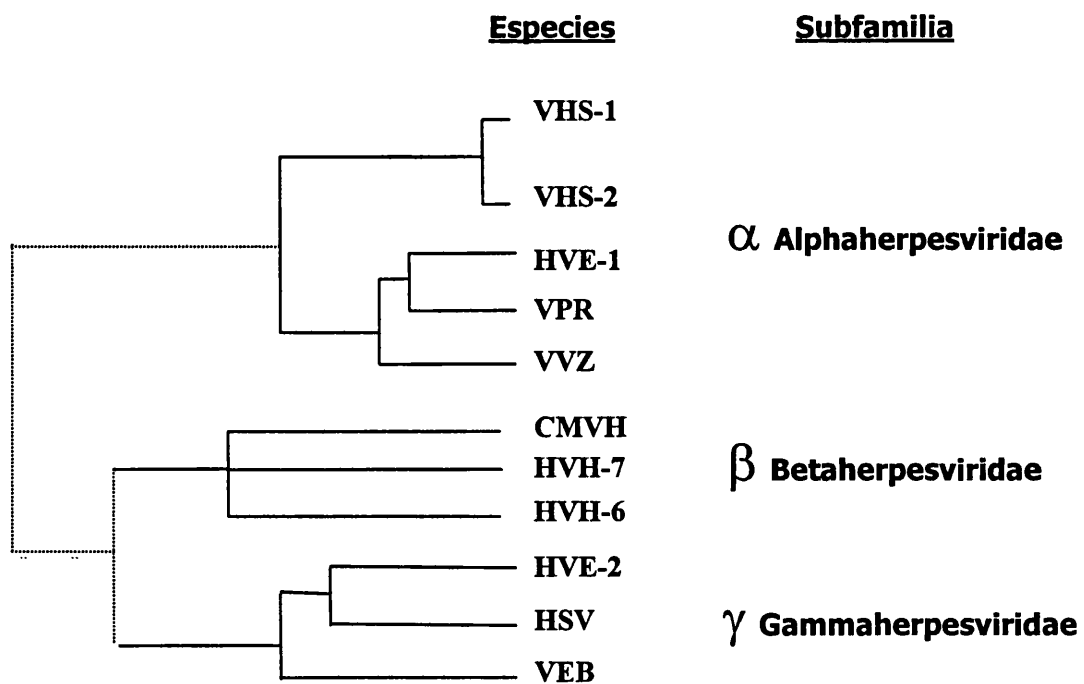 Especies Subfamilia
VHS-1
VHS-2
α Alphaherpesviridae
HVE-1
VPR
VVZ
CMVH
HVH-7
β Betaherpesviridae
HVH-6
HVE-2
HSV
γ Gammaherpesviridae
VEB